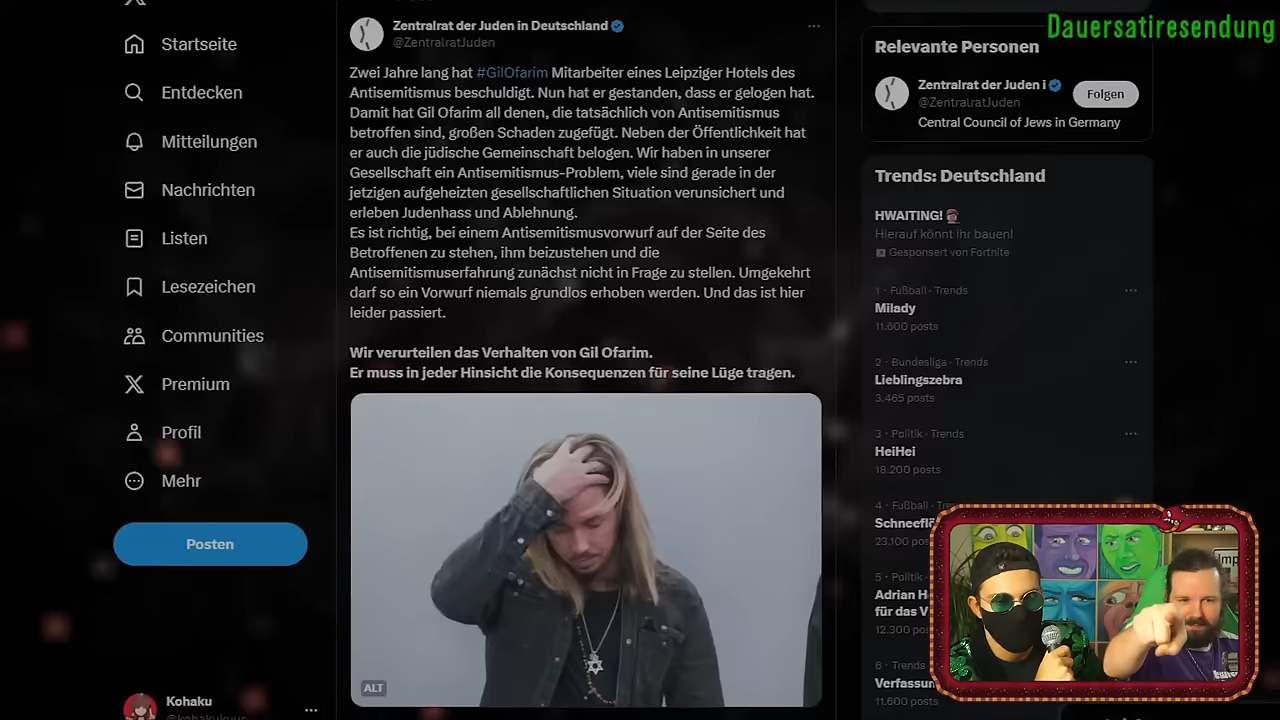 Dauersatiresendung
Startseite
Entdecken
Mitteilungen
Nachrichten
Listen
Lesezeichen
Communities
Premium
Profil
Mehr
Posten
Kohaku
Zentralrat der Juden in Deutschland
@ZentralratJuden
Zwei Jahre lang hat #GilOfarim Mitarbeiter eines Leipziger Hotels des
Antisemitismus beschuldigt. Nun hat er gestanden, dass er gelogen hat.
Damit hat Gil Ofarim all denen, die tatsächlich von Antisemitismus
betroffen sind, großen Schaden zugefügt. Neben der Öffentlichkeit hat
er auch die jüdische Gemeinschaft belogen. Wir haben in unserer
Gesellschaft ein Antisemitismus-Problem, viele sind gerade in der
jetzigen aufgeheizten gesellschaftlichen Situation verunsichert und
erleben Judenhass und Ablehnung.
Es ist richtig, bei einem Antisemitismusvorwurf auf der Seite des
Betroffenen zu stehen, ihm beizustehen und die
Antisemitismuserfahrung zunächst nicht in Frage zu stellen. Umgekehrt
darf so ein Vorwurf niemals grundlos erhoben werden. Und das ist hier
leider passiert.
Wir verurteilen das Verhalten von Gil Ofarim.
Er muss in jeder Hinsicht die Konsequenzen für seine Lüge tragen.
ALT
Relevante Personen
Zentralrat der Juden i
@ZentralratJuden
Folgen
Central Council of Jews in Germany
Trends: Deutschland
HWAITING!
Hierauf könnt ihr bauen!
Gesponsert von Fortnite
1 · Fußball · Trends
Milady
11.600 posts
2 · Bundesliga · Trends
Lieblingszebra
3.465 posts
3 · Politik · Trends
HeiHei
18.200 posts
4 · Fußball · Tre
Schneeflö
23.100 pos
5 · Politik ·
Adrian H
für das V
12.300 pos
6 · Trends
Verfassun
11.600 posts